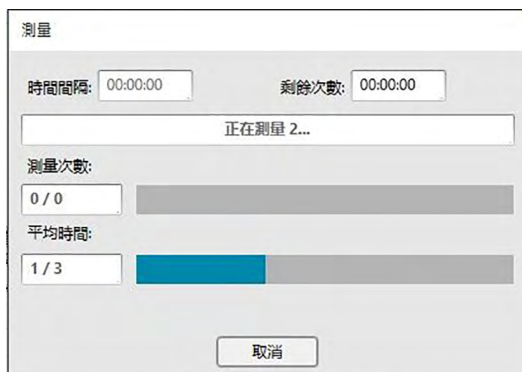 測量
時間間隔: 00:00:00 剩餘次數: 00:00:00
正在測量 2...
測量次數:
0 / 0
平均時間:
1 / 3
取消